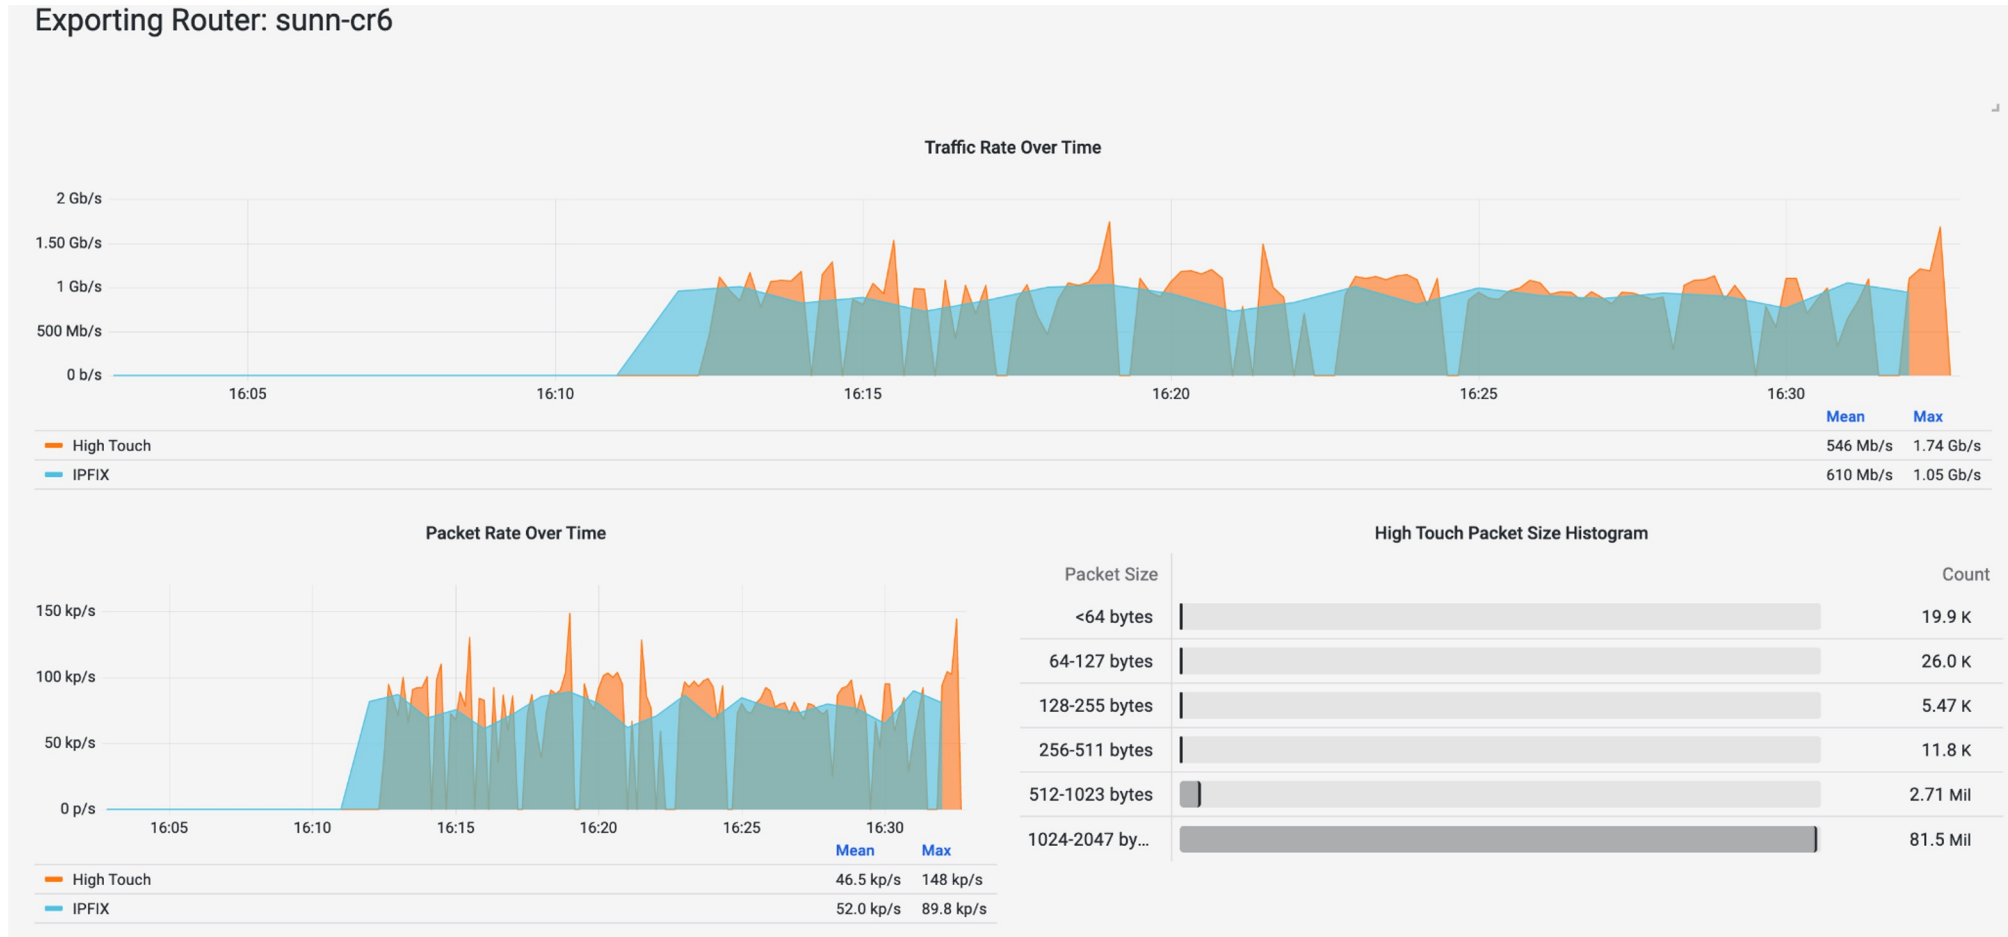 Exporting Router: sunn-cr6
Traffic Rate Over Time
2 Gb/s
1.50 Gb/s
1 Gb/s
500 Mb/s
0 b/s
16:05 16:10 16:15 16:20 16:25 16:30
Mean Max
High Touch 546 Mb/s 1.74 Gb/s
IPFIX 610 Mb/s 1.05 Gb/s
Packet Rate Over Time
150 kp/s
100 kp/s
50 kp/s
0 p/s
16:05 16:10 16:15 16:20 16:25 16:30
Mean Max
High Touch 46.5 kp/s 148 kp/s
IPFIX 52.0 kp/s 89.8 kp/s
High Touch Packet Size Histogram
Packet Size Count
<64 bytes 19.9 K
64-127 bytes 26.0 K
128-255 bytes 5.47 K
256-511 bytes 11.8 K
512-1023 bytes 2.71 Mil
1024-2047 by... 81.5 Mil